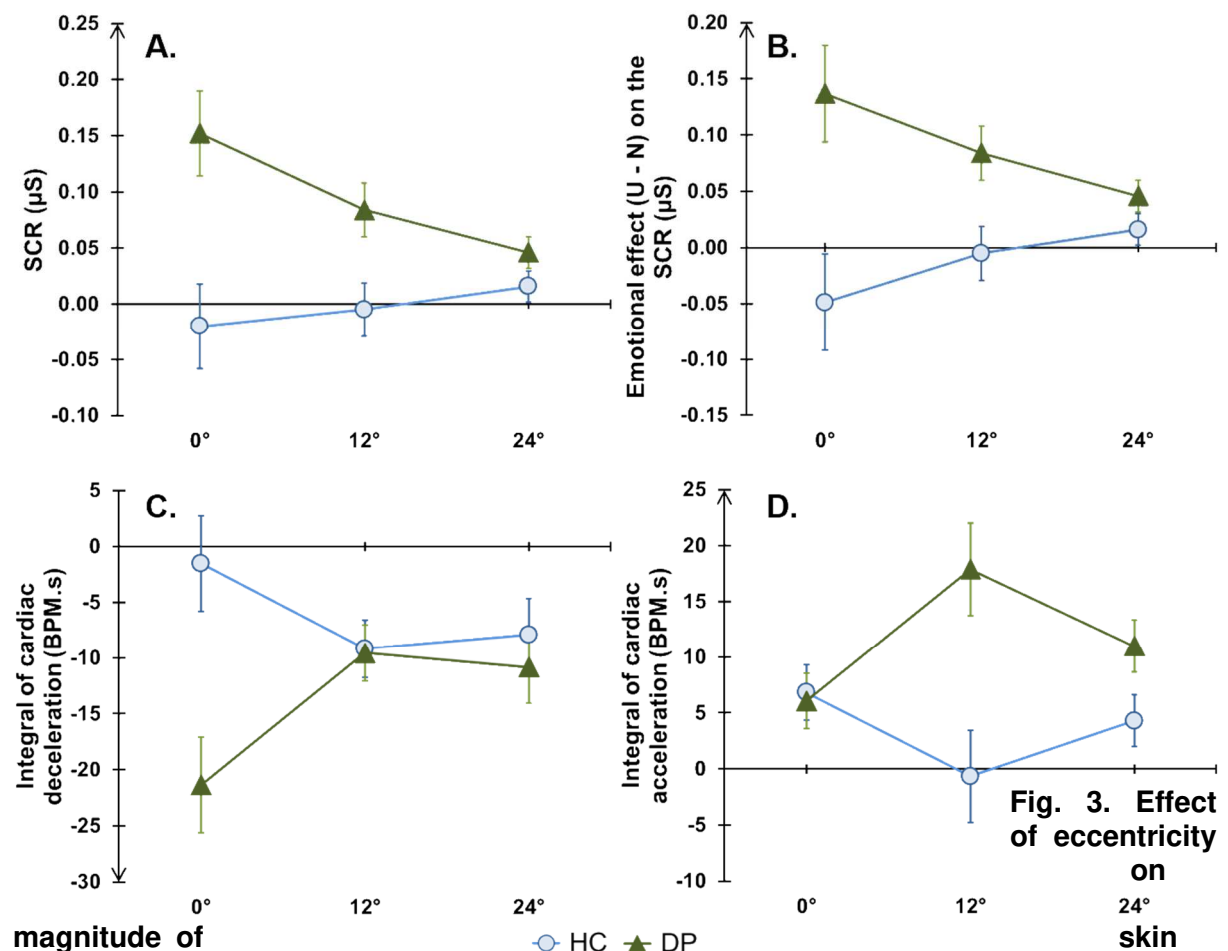 A.
SCR (µS)
0.25
0.20
0.15
0.10
0.05
0.00
-0.05
-0.10
0°
12°
24°
B.
Emotional effect (U - N) on the
SCR (µS)
0.20
0.15
0.10
0.05
0.00
-0.05
-0.10
-0.15
0°
12°
24°
C.
Integral of cardiac
deceleration (BPM.s)
5
0
-5
-10
-15
-20
-25
-30
0°
12°
24°
D.
Integral of cardiac
acceleration (BPM.s)
25
20
15
10
5
0
-5
-10
0°
12°
24°
HC
DP
Fig. 3. Effect
of eccentricity
on
magnitude of skin